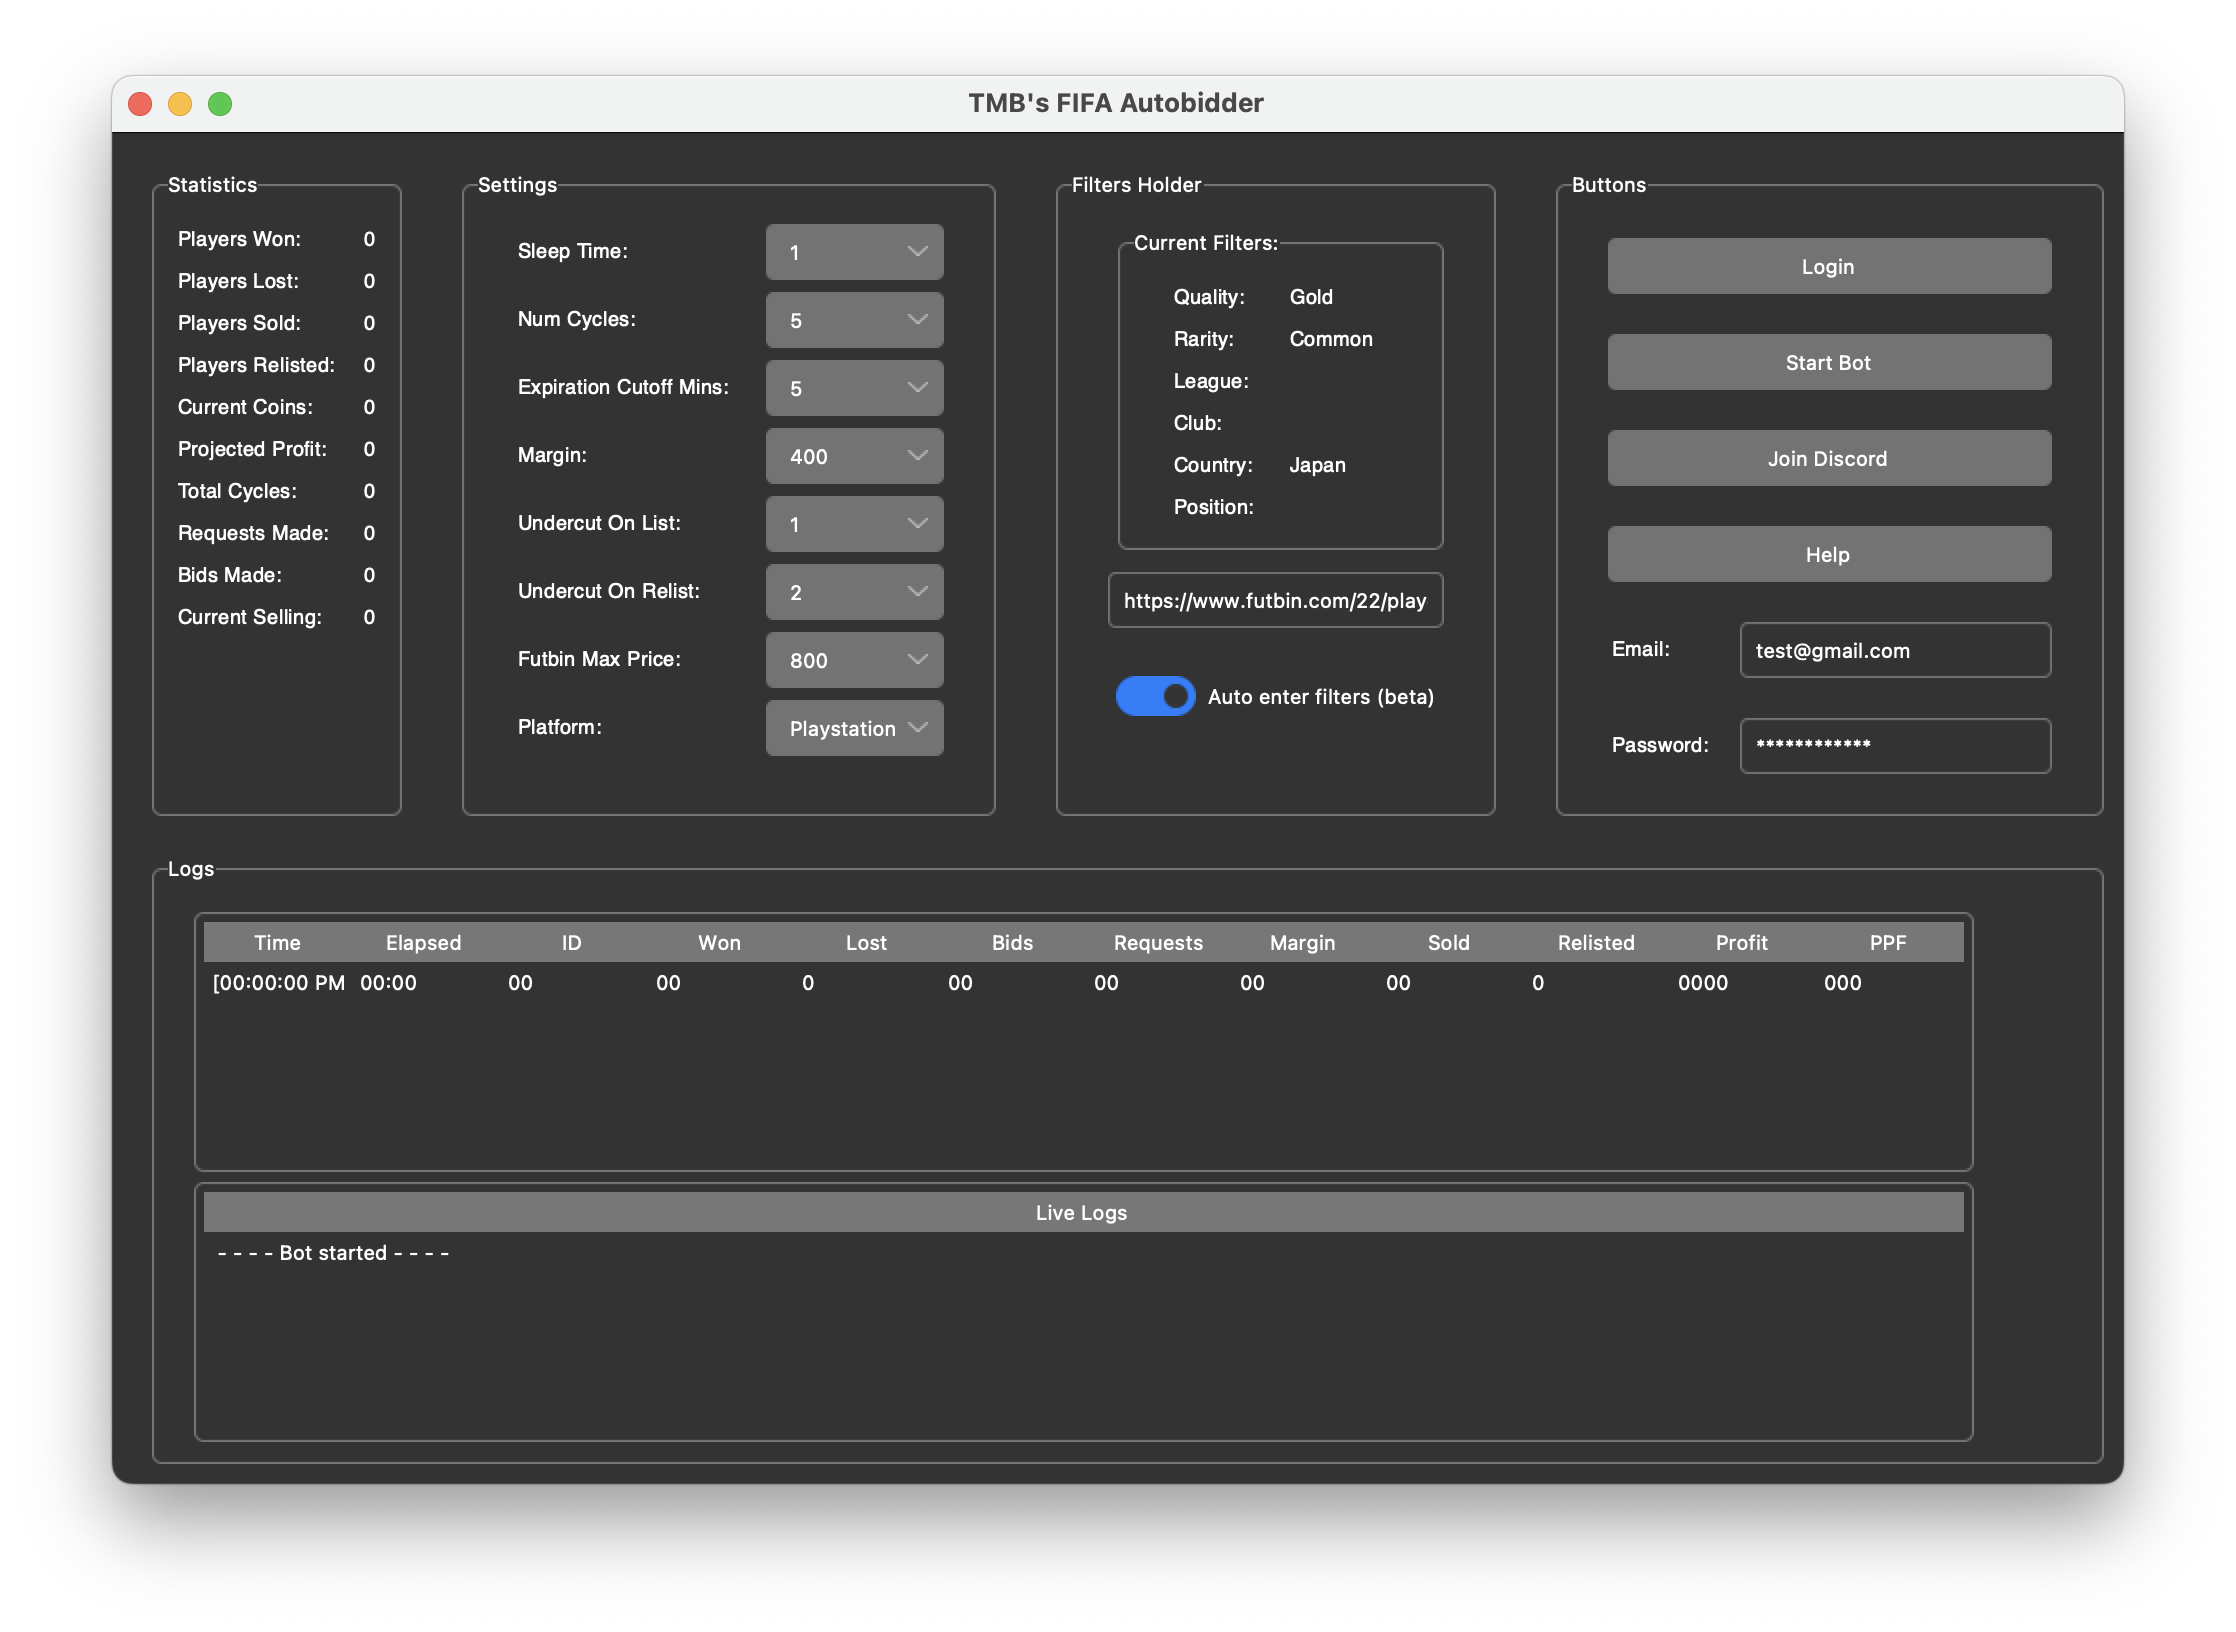 TMB's FIFA Autobidder
Statistics
Players Won: 0
Players Lost: 0
Players Sold: 0
Players Relisted: 0
Current Coins: 0
Projected Profit: 0
Total Cycles: 0
Requests Made: 0
Bids Made: 0
Current Selling: 0
Settings
Sleep Time: 1
Num Cycles: 5
Expiration Cutoff Mins: 5
Margin: 400
Undercut On List: 1
Undercut On Relist: 2
Futbin Max Price: 800
Platform: Playstation
Filters Holder
Current Filters:
Quality: Gold
Rarity: Common
League:
Club:
Country: Japan
Position:
https://www.futbin.com/22/play
Auto enter filters (beta)
Buttons
Login
Start Bot
Join Discord
Help
Email: test@gmail.com
Password: ************
Logs
Time Elapsed ID Won Lost Bids Requests Margin Sold Relisted Profit PPF
[00:00:00 PM 00:00 00 00 0 00 00 00 00 0 0000 000
Live Logs
- - - - Bot started - - - -